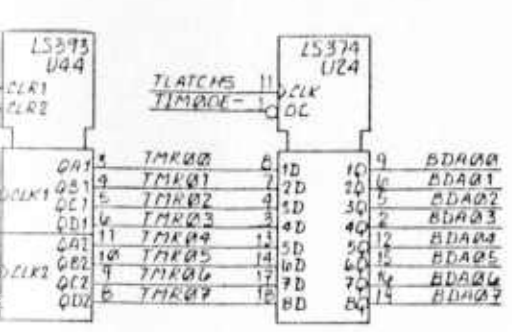 LS393
U44
CLR1
CLR2
QA1 3 TMR00
CLK1 QB1 4 TMR01
QC1 5 TMR02
QD1 6 TMR03
QA2 11 TMR04
CLK2 QB2 10 TMR05
QC2 9 TMR06
QD2 8 TMR07
LS374
U24
TLATCHS 11 CLK
TIMODE- 1 OC
8 1D 1Q 9 BDA00
7 2D 2Q 6 BDA01
4 3D 3Q 5 BDA02
3 4D 4Q 2 BDA03
13 5D 5Q 12 BDA04
14 6D 6Q 15 BDA05
17 7D 7Q 16 BDA06
18 8D 8Q 19 BDA07